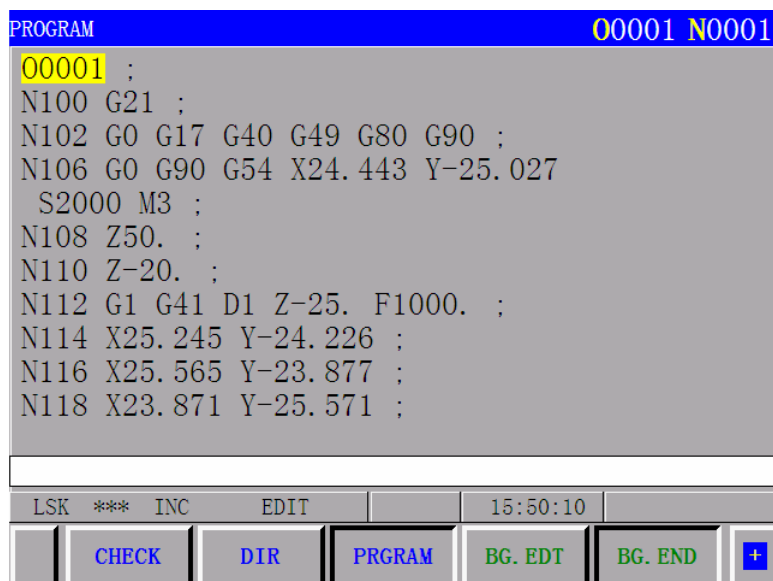 PROGRAM O0001 N0001
O0001 ;
N100 G21 ;
N102 G0 G17 G40 G49 G80 G90 ;
N106 G0 G90 G54 X24.443 Y-25.027
S2000 M3 ;
N108 Z50. ;
N110 Z-20. ;
N112 G1 G41 D1 Z-25. F1000. ;
N114 X25.245 Y-24.226 ;
N116 X25.565 Y-23.877 ;
N118 X23.871 Y-25.571 ;
LSK *** INC EDIT 15:50:10
CHECK DIR PRGRAM BG.EDT BG.END +